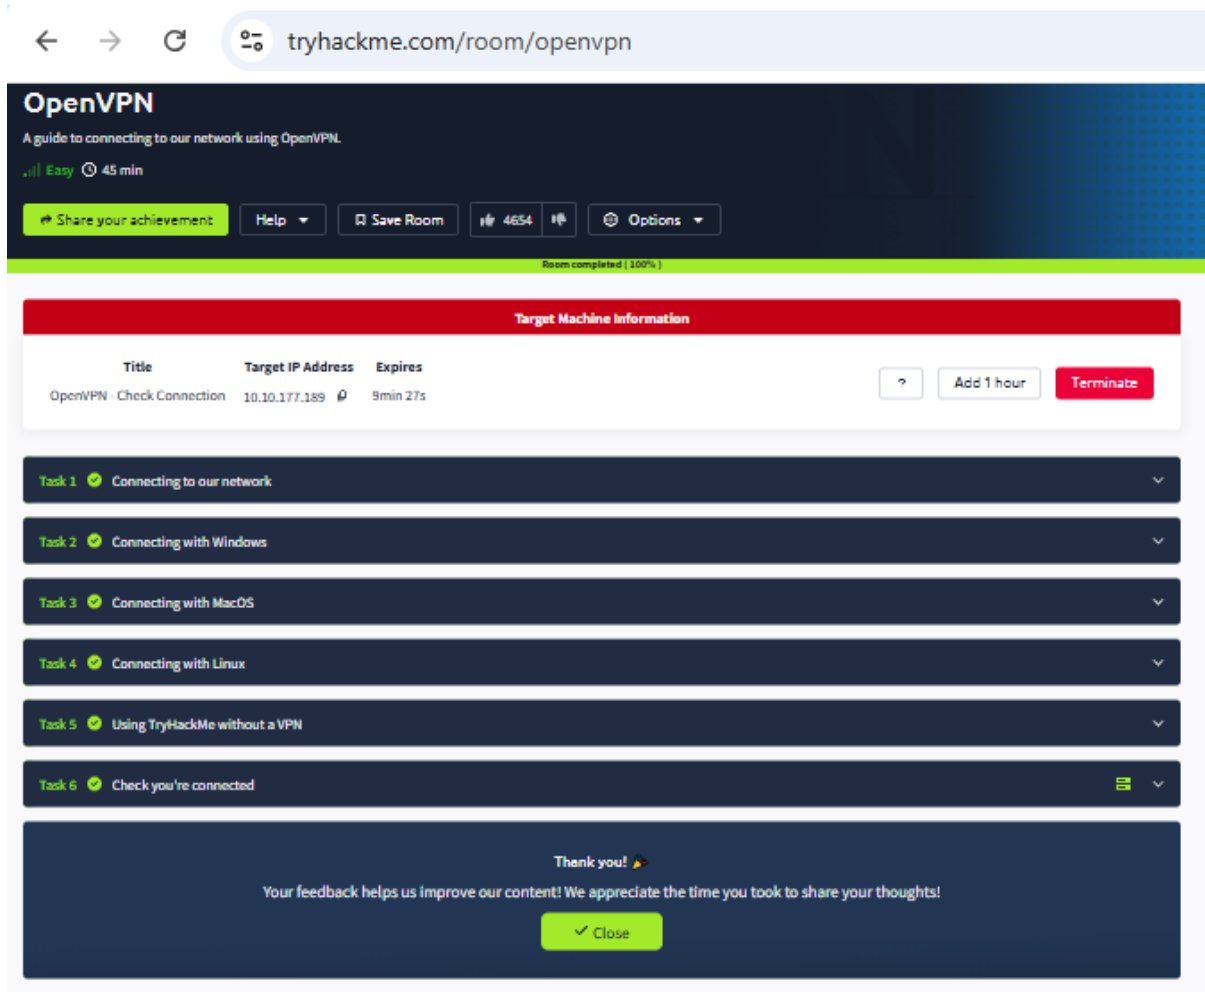 tryhackme.com/room/openvpn
OpenVPN
A guide to connecting to our network using OpenVPN.
Easy 45 min
Share your achievement Help Save Room 4654 Options
Room completed ( 100% )
Target Machine Information
Title Target IP Address Expires
OpenVPN - Check Connection 10.10.177.189 9min 27s
? Add 1 hour Terminate
Task 1 Connecting to our network
Task 2 Connecting with Windows
Task 3 Connecting with MacOS
Task 4 Connecting with Linux
Task 5 Using TryHackMe without a VPN
Task 6 Check you're connected
Thank you!
Your feedback helps us improve our content! We appreciate the time you took to share your thoughts!
Close